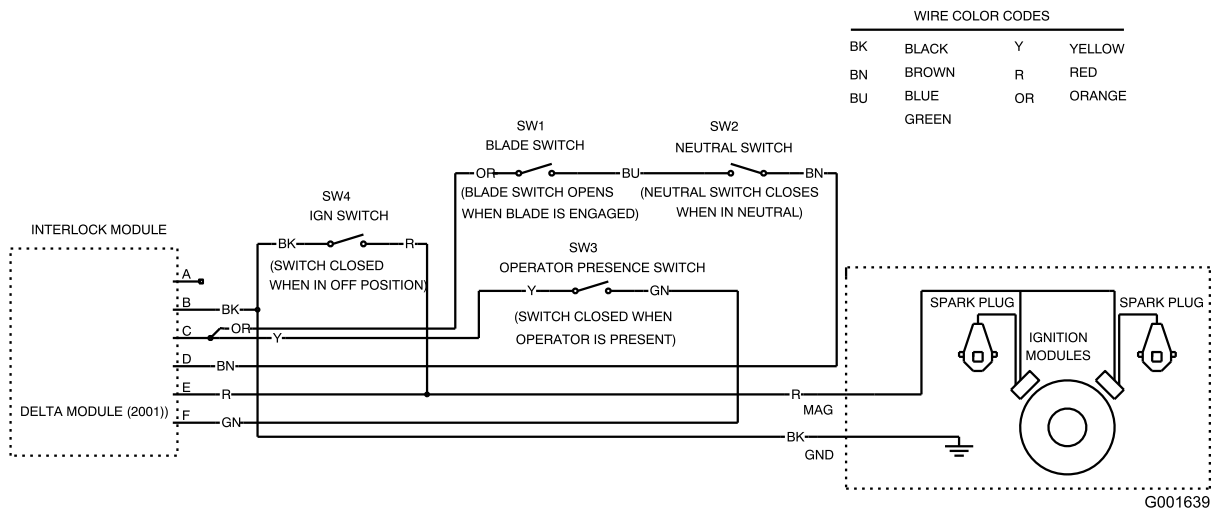 WIRE COLOR CODES
BK BLACK Y YELLOW
BN BROWN R RED
BU BLUE OR ORANGE
GREEN
SW1
BLADE SWITCH
OR
BU
(BLADE SWITCH OPENS
WHEN BLADE IS ENGAGED)
SW2
NEUTRAL SWITCH
BN
(NEUTRAL SWITCH CLOSES
WHEN IN NEUTRAL)
SW4
IGN SWITCH
BK
R
(SWITCH CLOSED
WHEN IN OFF POSITION)
SW3
OPERATOR PRESENCE SWITCH
Y
GN
(SWITCH CLOSED WHEN
OPERATOR IS PRESENT)
INTERLOCK MODULE
A
B BK
C OR
Y
D BN
E R
DELTA MODULE (2001))
F GN
R
MAG
BK
GND
SPARK PLUG
SPARK PLUG
IGNITION
MODULES
G001639